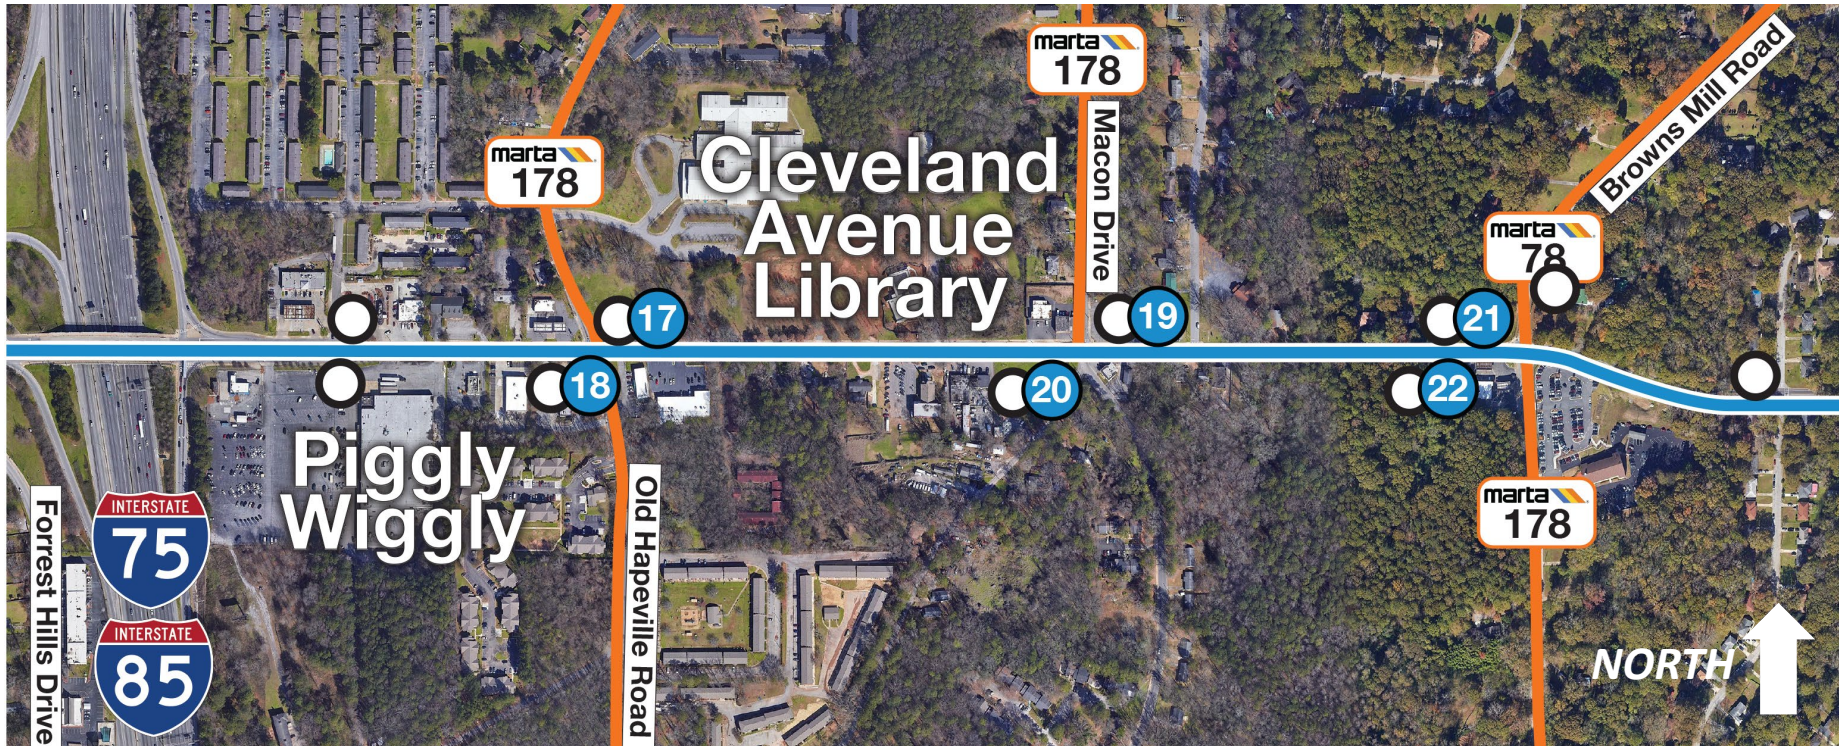 marta
178
Macon Drive
Browns Mill Road
marta
178
Cleveland
Avenue
Library
marta
78
17
19
21
18
20
22
Piggly
Wiggly
Forrest Hills Drive
INTERSTATE
75
INTERSTATE
85
Old Hapeville Road
marta
178
NORTH